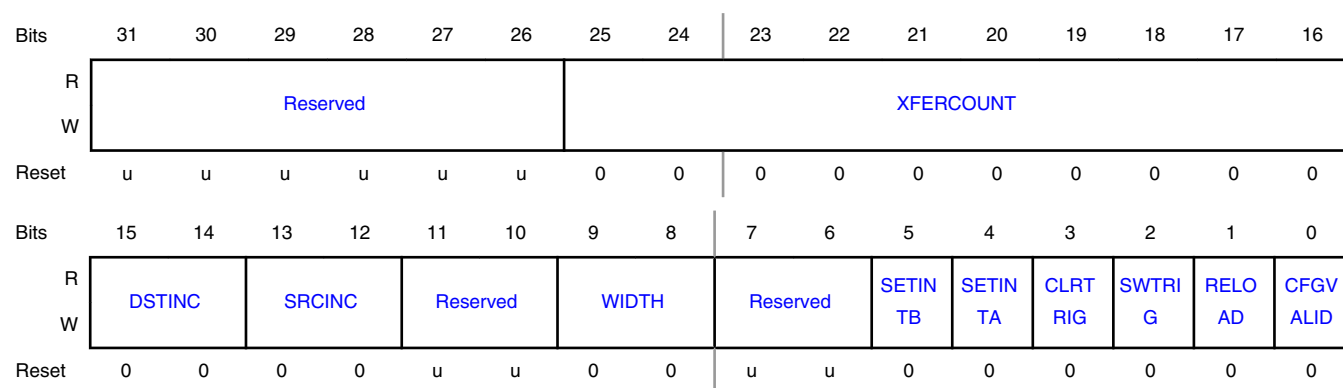 Bits 31 30 29 28 27 26 25 24 23 22 21 20 19 18 17 16
R
Reserved XFERCOUNT
W
Reset u u u u u u 0 0 0 0 0 0 0 0 0 0
Bits 15 14 13 12 11 10 9 8 7 6 5 4 3 2 1 0
R SETIN SETIN CLRT SWTRI RELO CFGV
DSTINC SRCINC Reserved WIDTH Reserved
W TB TA RIG G AD ALID
Reset 0 0 0 0 u u 0 0 u u 0 0 0 0 0 0